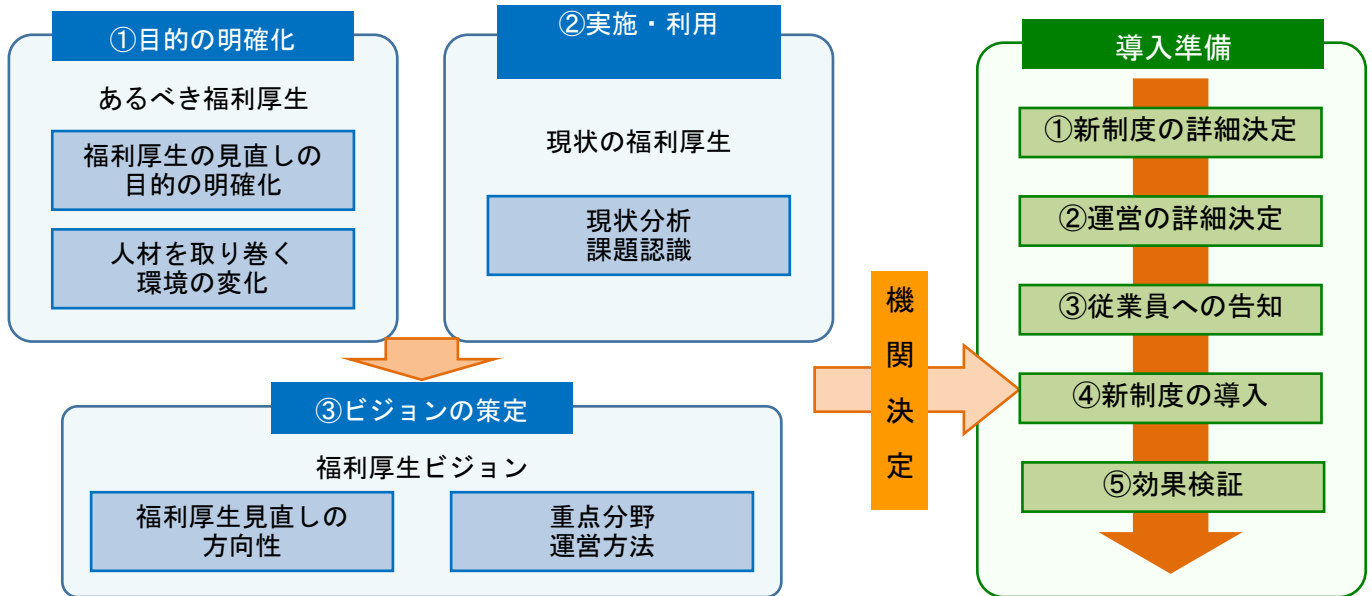 ①目的の明確化
あるべき福利厚生
福利厚生の見直しの
目的の明確化
人材を取り巻く
環境の変化
②実施・利用
現状の福利厚生
現状分析
課題認識
③ビジョンの策定
福利厚生ビジョン
福利厚生見直しの
方向性
重点分野
運営方法
機
関
決
定
導入準備
①新制度の詳細決定
②運営の詳細決定
③従業員への告知
④新制度の導入
⑤効果検証